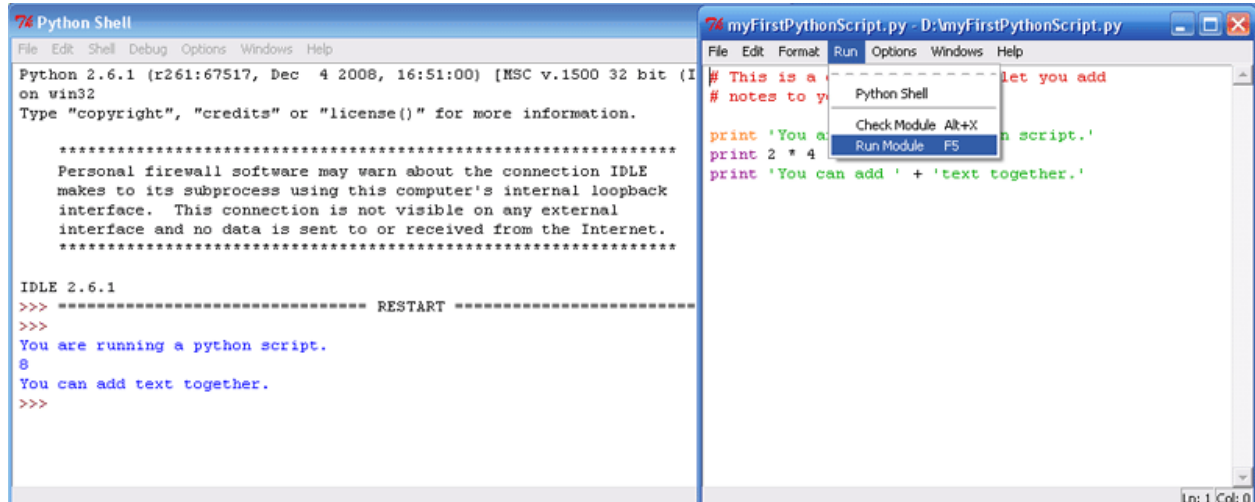 Python Shell
File Edit Shell Debug Options Windows Help
Python 2.6.1 (r261:67517, Dec  4 2008, 16:51:00) [MSC v.1500 32 bit (I
on win32
Type "copyright", "credits" or "license()" for more information.
****************************************************************
Personal firewall software may warn about the connection IDLE
makes to its subprocess using this computer's internal loopback
interface.  This connection is not visible on any external
interface and no data is sent to or received from the Internet.
****************************************************************
IDLE 2.6.1
>>> ================================ RESTART =========================
>>>
You are running a python script.
8
You can add text together.
>>>
myFirstPythonScript.py - D:\myFirstPythonScript.py
File Edit Format Run Options Windows Help
# This is a let you add
# notes to y
print 'You a n script.'
print 2 * 4
print 'You can add ' + 'text together.'
Python Shell
Check Module Alt+X
Run Module F5
Ln: 1 Col: 0